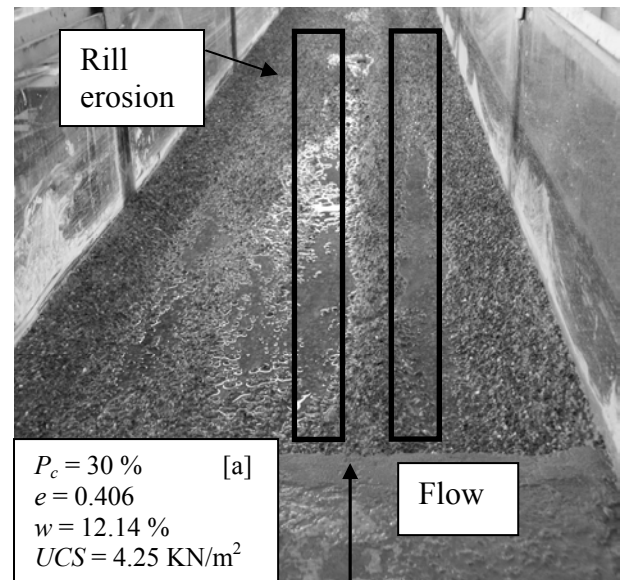 Rill
erosion
P_c = 30 % [a]
e = 0.406
w = 12.14 %
UCS = 4.25 KN/m²
Flow